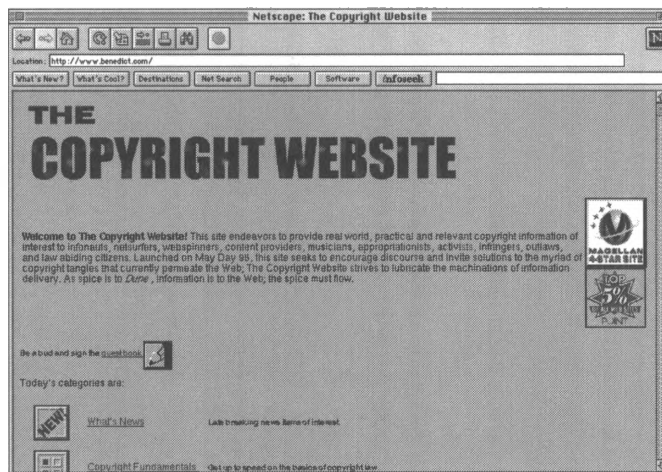 Netscape: The Copyright Website
N
Location: http://www.benedict.com/
What's New? What's Cool? Destinations Net Search People Software infoseek
THE
COPYRIGHT WEBSITE
Welcome to The Copyright Website! This site endeavors to provide real world, practical and relevant copyright information of
interest to infonauts, netsurfers, webspinners, content providers, musicians, appropriationists, activists, infringers, outlaws,
and law abiding citizens. Launched on May Day 95, this site seeks to encourage discourse and invite solutions to the myriad of
copyright tangles that currently permeate the Web; The Copyright Website strives to lubricate the machinations of information
delivery. As spice is to Dune, information is to the Web; the spice must flow.
MAGELLAN
4-STAR SITE
TOP
5%
POINT
Be a bud and sign the guestbook
Today's categories are:
NEW!
What's News
Late breaking news items of interest.
Copyright Fundamentals
Get up to speed on the basics of copyright law.